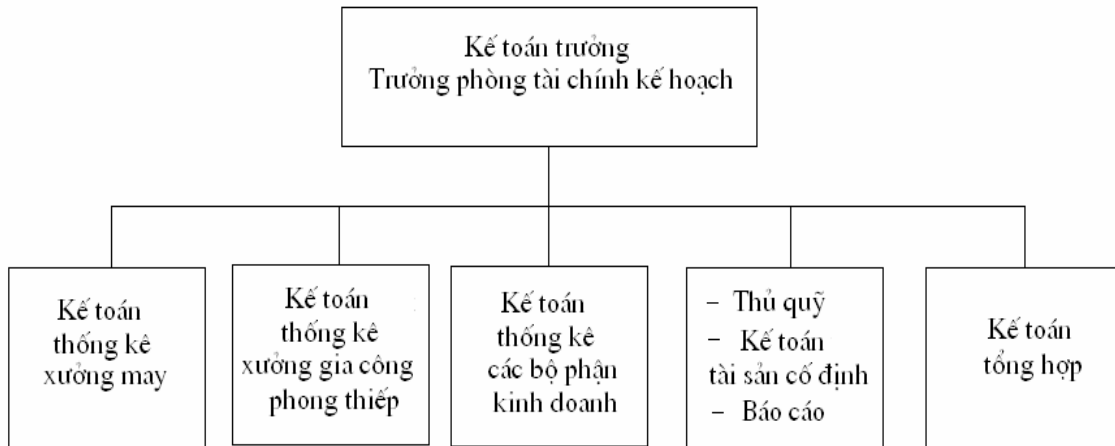 Kế toán trưởng
Trưởng phòng tài chính kế hoạch
Kế toán
thống kê
xưởng may
Kế toán
thống kê
xưởng gia công
phong thiếp
Kế toán
thống kê
các bộ phận
kinh doanh
– Thủ quỹ
– Kế toán
tài sản cố định
– Báo cáo
Kế toán
tổng hợp